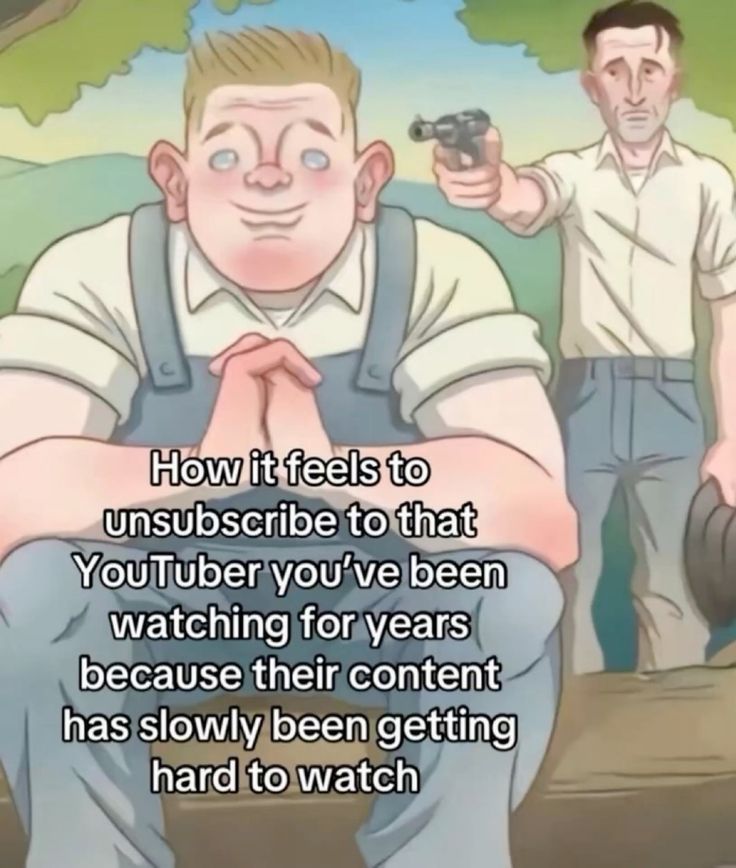 How it feels to
unsubscribe to that
YouTuber you've been
watching for years
because their content
has slowly been getting
hard to watch